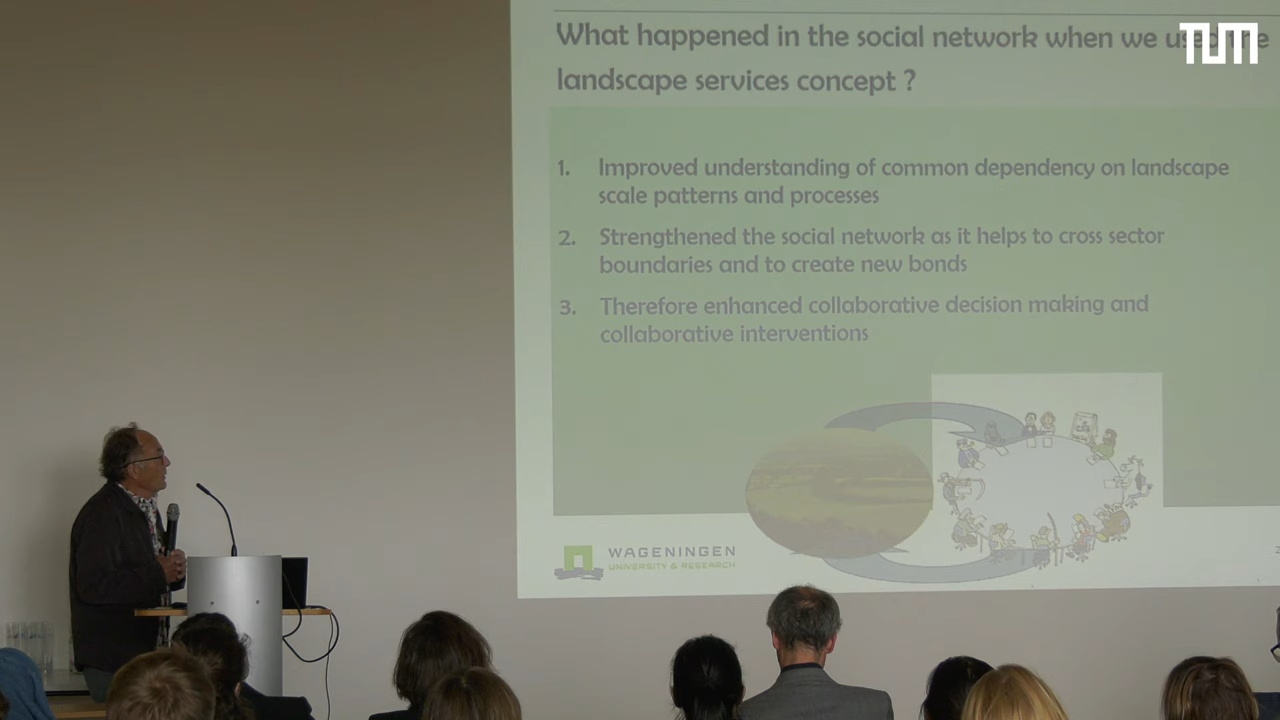 What happened in the social network when we used the
landscape services concept ?
1. Improved understanding of common dependency on landscape
scale patterns and processes
2. Strengthened the social network as it helps to cross sector
boundaries and to create new bonds
3. Therefore enhanced collaborative decision making and
collaborative interventions
WAGENINGEN
UNIVERSITY & RESEARCH
TUM